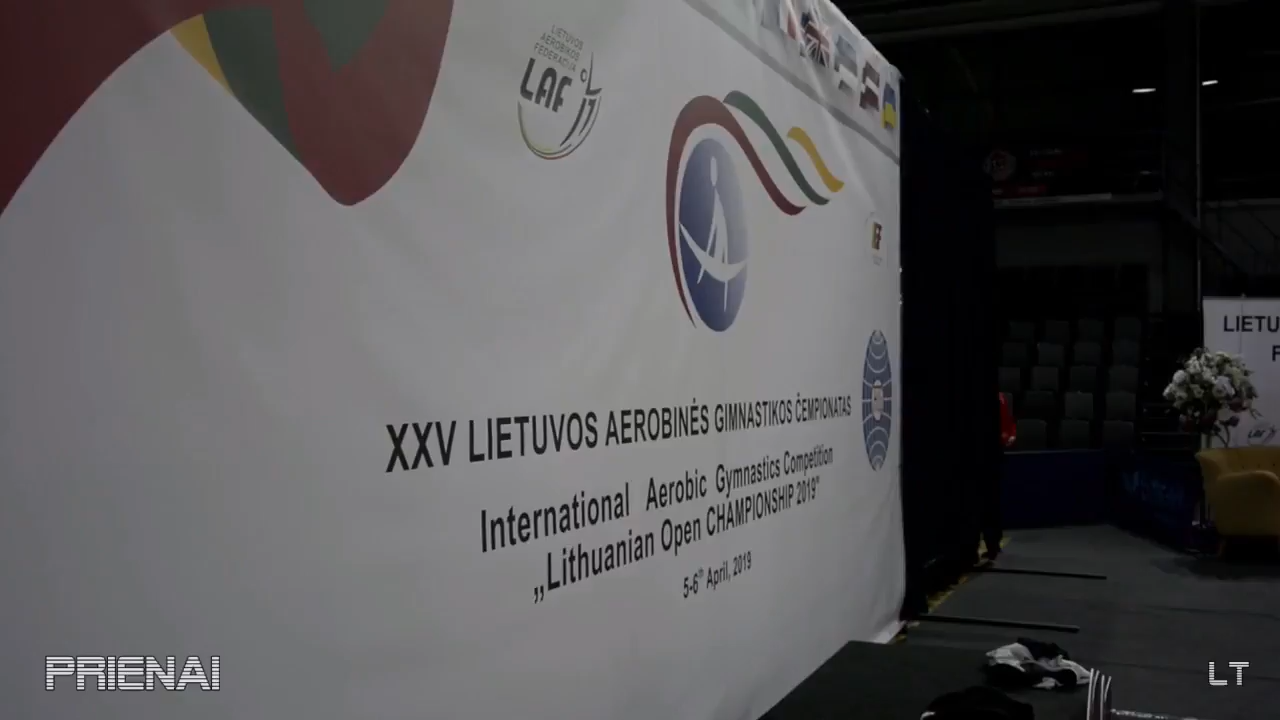 LIETUVOS
AEROBIKOS
FEDERACIJA
LAF
XXV LIETUVOS AEROBINĖS GIMNASTIKOS ČEMPIONATAS
International Aerobic Gymnastics Competition
„Lithuanian Open CHAMPIONSHIP 2019"
5-6th April, 2019
LIETU
F
PRIENAI
LT